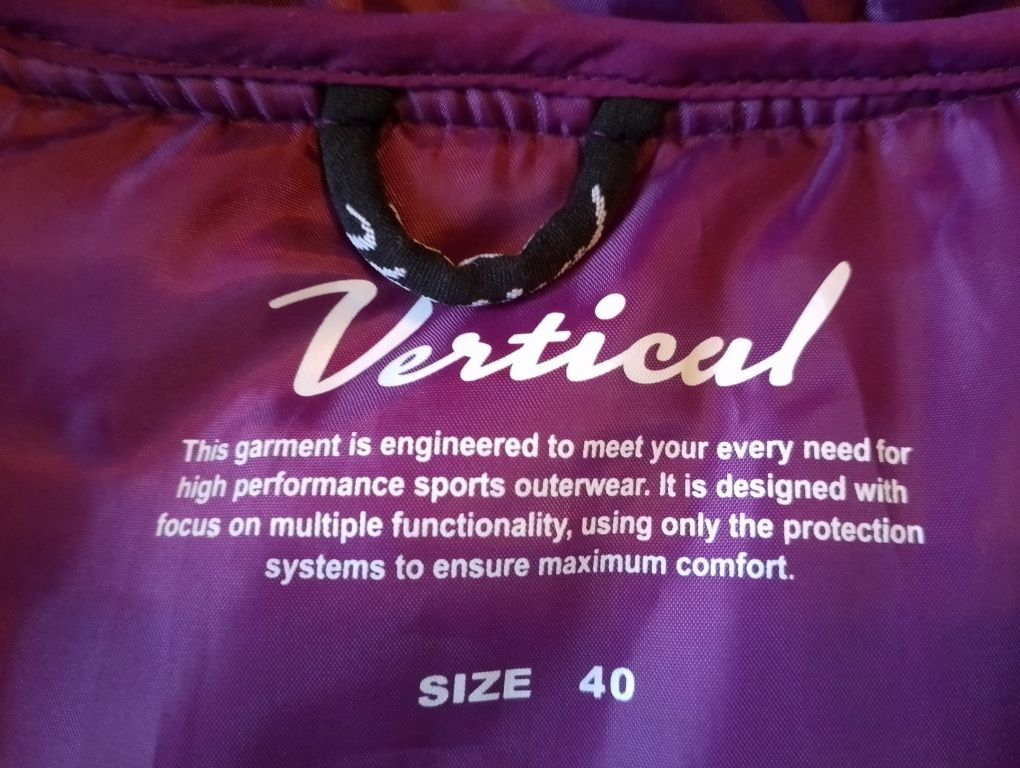 Vertical
This garment is engineered to meet your every need for
high performance sports outerwear. It is designed with
focus on multiple functionality, using only the protection
systems to ensure maximum comfort.
SIZE 40